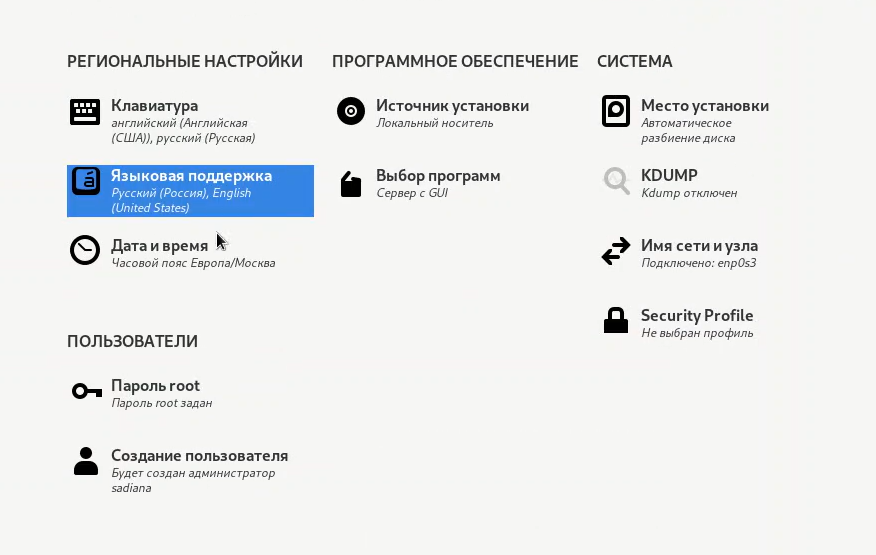 РЕГИОНАЛЬНЫЕ НАСТРОЙКИ
Клавиатура
английский (Английская
(США)), русский (Русская)
Языковая поддержка
Русский (Россия), English
(United States)
Дата и время
Часовой пояс Европа/Москва
ПОЛЬЗОВАТЕЛИ
Пароль root
Пароль root задан
Создание пользователя
Будет создан администратор
sadiana
ПРОГРАММНОЕ ОБЕСПЕЧЕНИЕ
Источник установки
Локальный носитель
Выбор программ
Сервер с GUI
СИСТЕМА
Место установки
Автоматическое
разбиение диска
KDUMP
Kdump отключен
Имя сети и узла
Подключено: enp0s3
Security Profile
Не выбран профиль